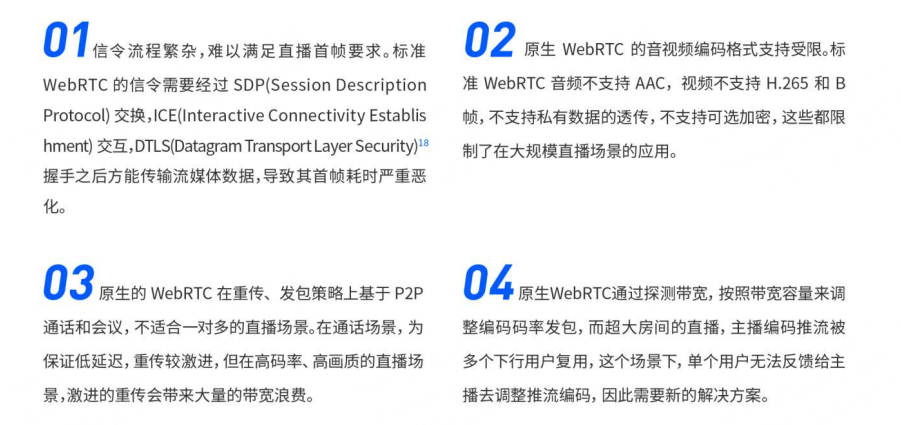 01 信令流程繁杂,难以满足直播首帧要求。标准
WebRTC 的信令需要经过 SDP(Session Description
Protocol) 交换,ICE(Interactive Connectivity Establis
hment) 交互,DTLS(Datagram Transport Layer Security)18
握手之后方能传输流媒体数据,导致其首帧耗时严重恶
化。
02 原生 WebRTC 的音视频编码格式支持受限。标
准 WebRTC 音频不支持 AAC，视频不支持 H.265 和 B
帧，不支持私有数据的透传，不支持可选加密，这些都限
制了在大规模直播场景的应用。
03 原生的 WebRTC 在重传、发包策略上基于 P2P
通话和会议，不适合一对多的直播场景。在通话场景，为
保证低延迟，重传较激进，但在高码率、高画质的直播场
景,激进的重传会带来大量的带宽浪费。
04 原生WebRTC通过探测带宽，按照带宽容量来调
整编码码率发包，而超大房间的直播，主播编码推流被
多个下行用户复用，这个场景下，单个用户无法反馈给主
播去调整推流编码，因此需要新的解决方案。